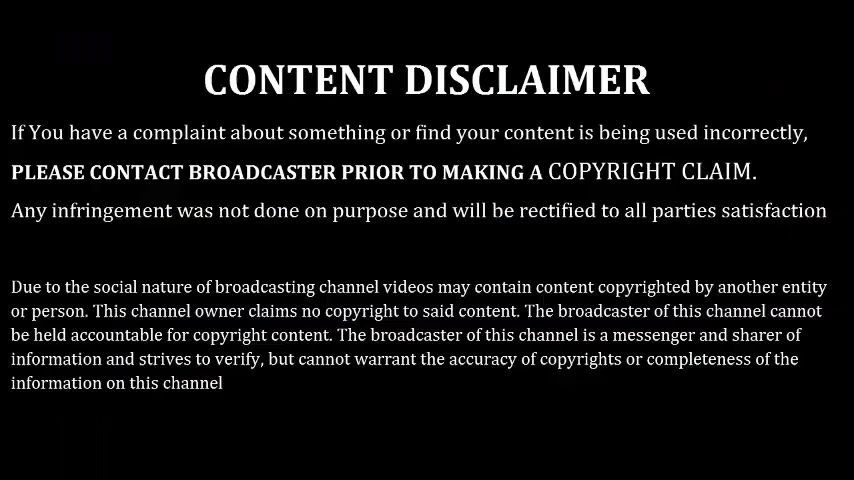 CONTENT DISCLAIMER
If You have a complaint about something or find your content is being used incorrectly,
PLEASE CONTACT BROADCASTER PRIOR TO MAKING A COPYRIGHT CLAIM.
Any infringement was not done on purpose and will be rectified to all parties satisfaction
Due to the social nature of broadcasting channel videos may contain content copyrighted by another entity
or person. This channel owner claims no copyright to said content. The broadcaster of this channel cannot
be held accountable for copyright content. The broadcaster of this channel is a messenger and sharer of
information and strives to verify, but cannot warrant the accuracy of copyrights or completeness of the
information on this channel